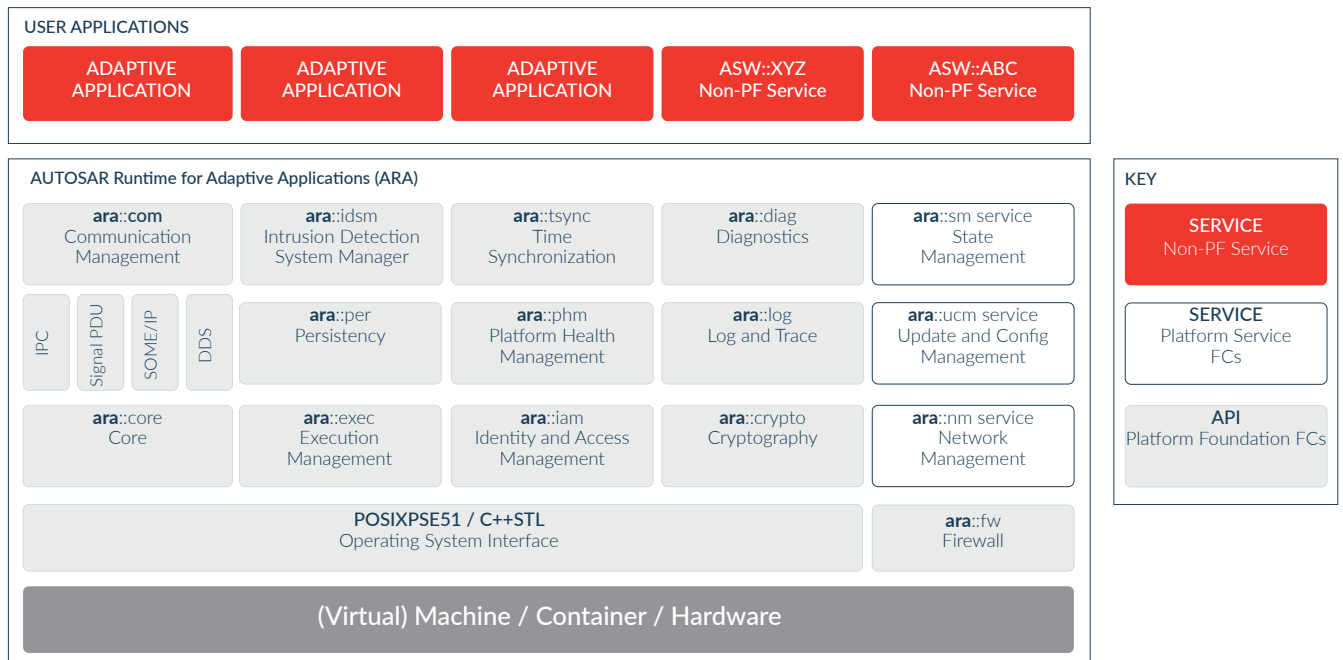 USER APPLICATIONS
ADAPTIVE
APPLICATION
ADAPTIVE
APPLICATION
ADAPTIVE
APPLICATION
ASW::XYZ
Non-PF Service
ASW::ABC
Non-PF Service
AUTOSAR Runtime for Adaptive Applications (ARA)
ara::com
Communication
Management
ara::idsm
Intrusion Detection
System Manager
ara::tsync
Time
Synchronization
ara::diag
Diagnostics
ara::sm service
State
Management
IPC
Signal PDU
SOME/IP
DDS
ara::per
Persistency
ara::phm
Platform Health
Management
ara::log
Log and Trace
ara::ucm service
Update and Config
Management
ara::core
Core
ara::exec
Execution
Management
ara::iam
Identity and Access
Management
ara::crypto
Cryptography
ara::nm service
Network
Management
POSIXPSE51 / C++STL
Operating System Interface
ara::fw
Firewall
(Virtual) Machine / Container / Hardware
KEY
SERVICE
Non-PF Service
SERVICE
Platform Service
FCs
API
Platform Foundation FCs